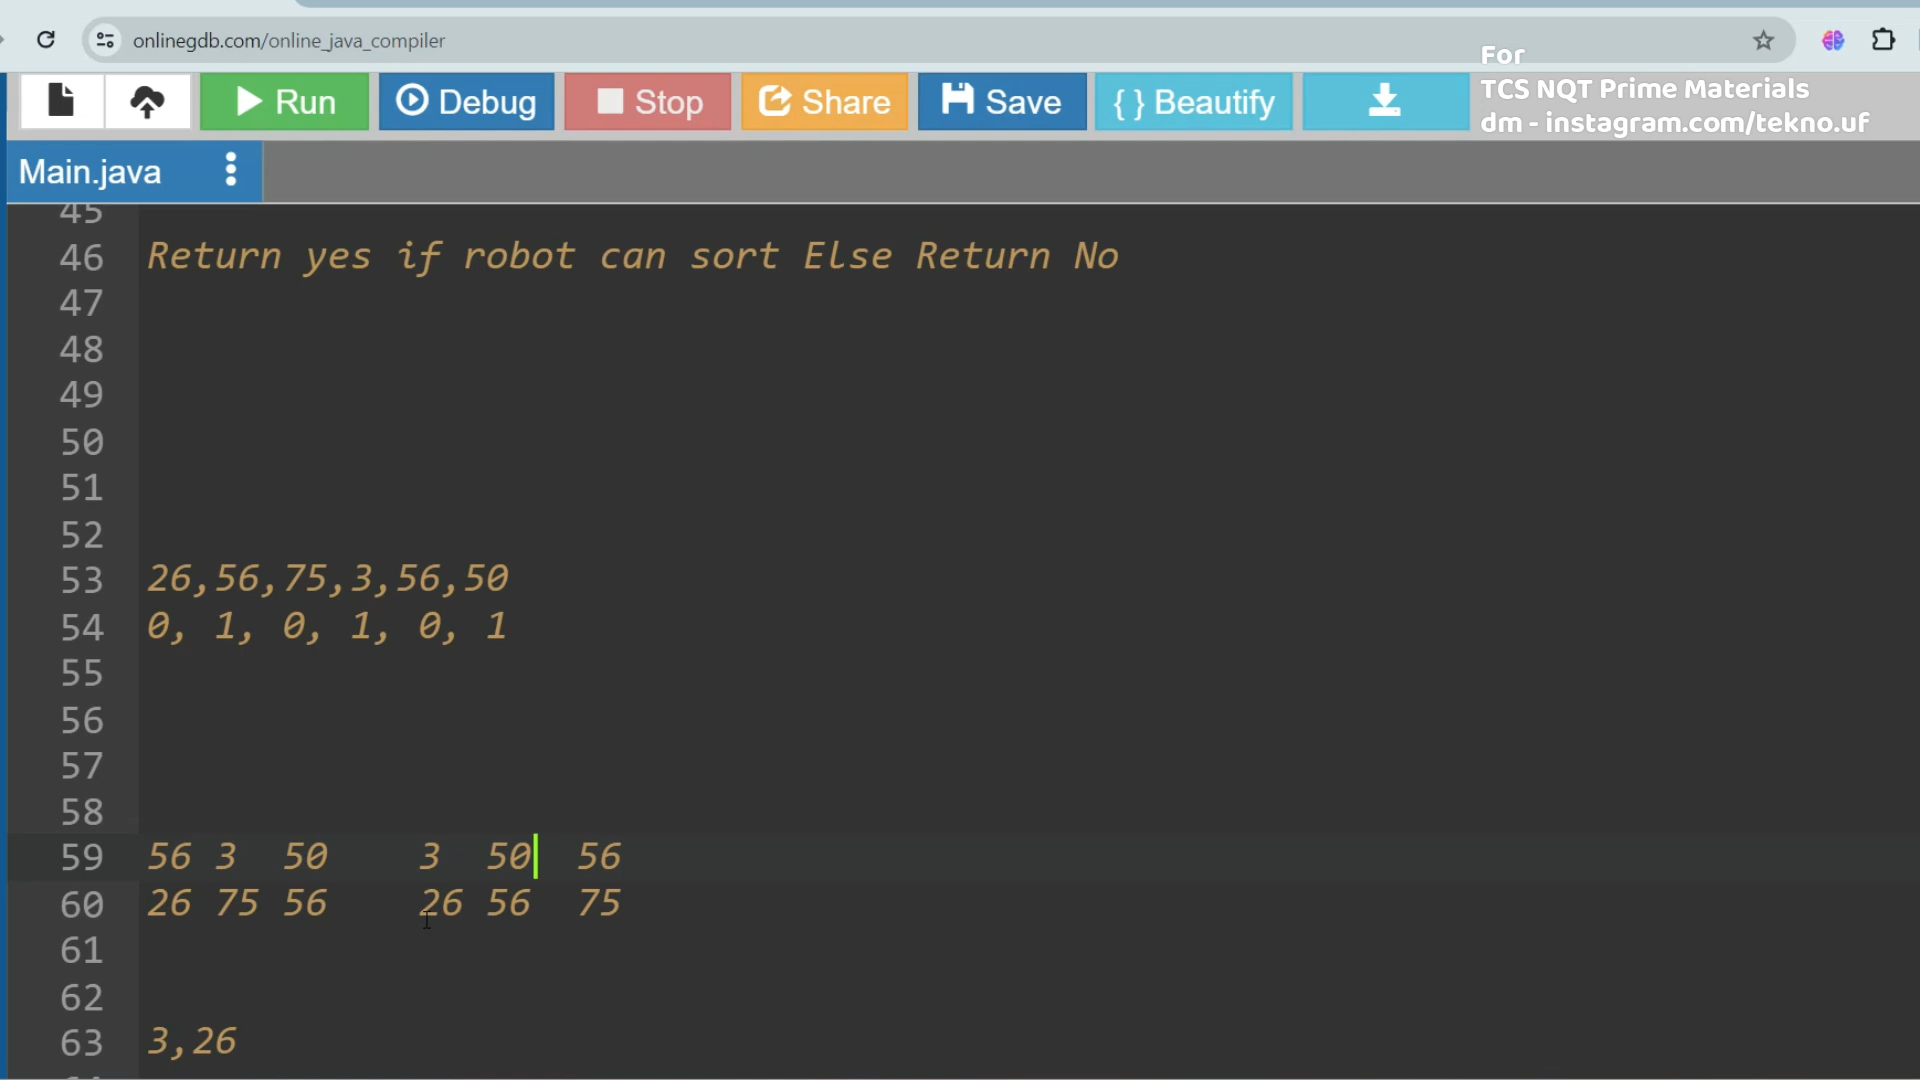 onlinegdb.com/online_java_compiler
For
TCS NQT Prime Materials
dm - instagram.com/tekno.uf
Run Debug Stop Share Save { } Beautify
Main.java
45
46 Return yes if robot can sort Else Return No
47
48
49
50
51
52
53 26,56,75,3,56,50
54 0, 1, 0, 1, 0, 1
55
56
57
58
59 56 3 50 3 50 56
60 26 75 56 26 56 75
61
62
63 3,26